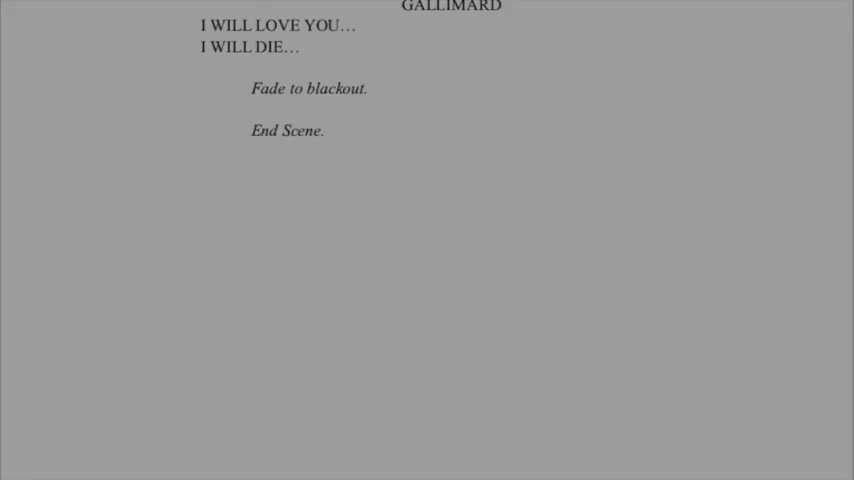 GALLIMARD
I WILL LOVE YOU…
I WILL DIE…
Fade to blackout.
End Scene.